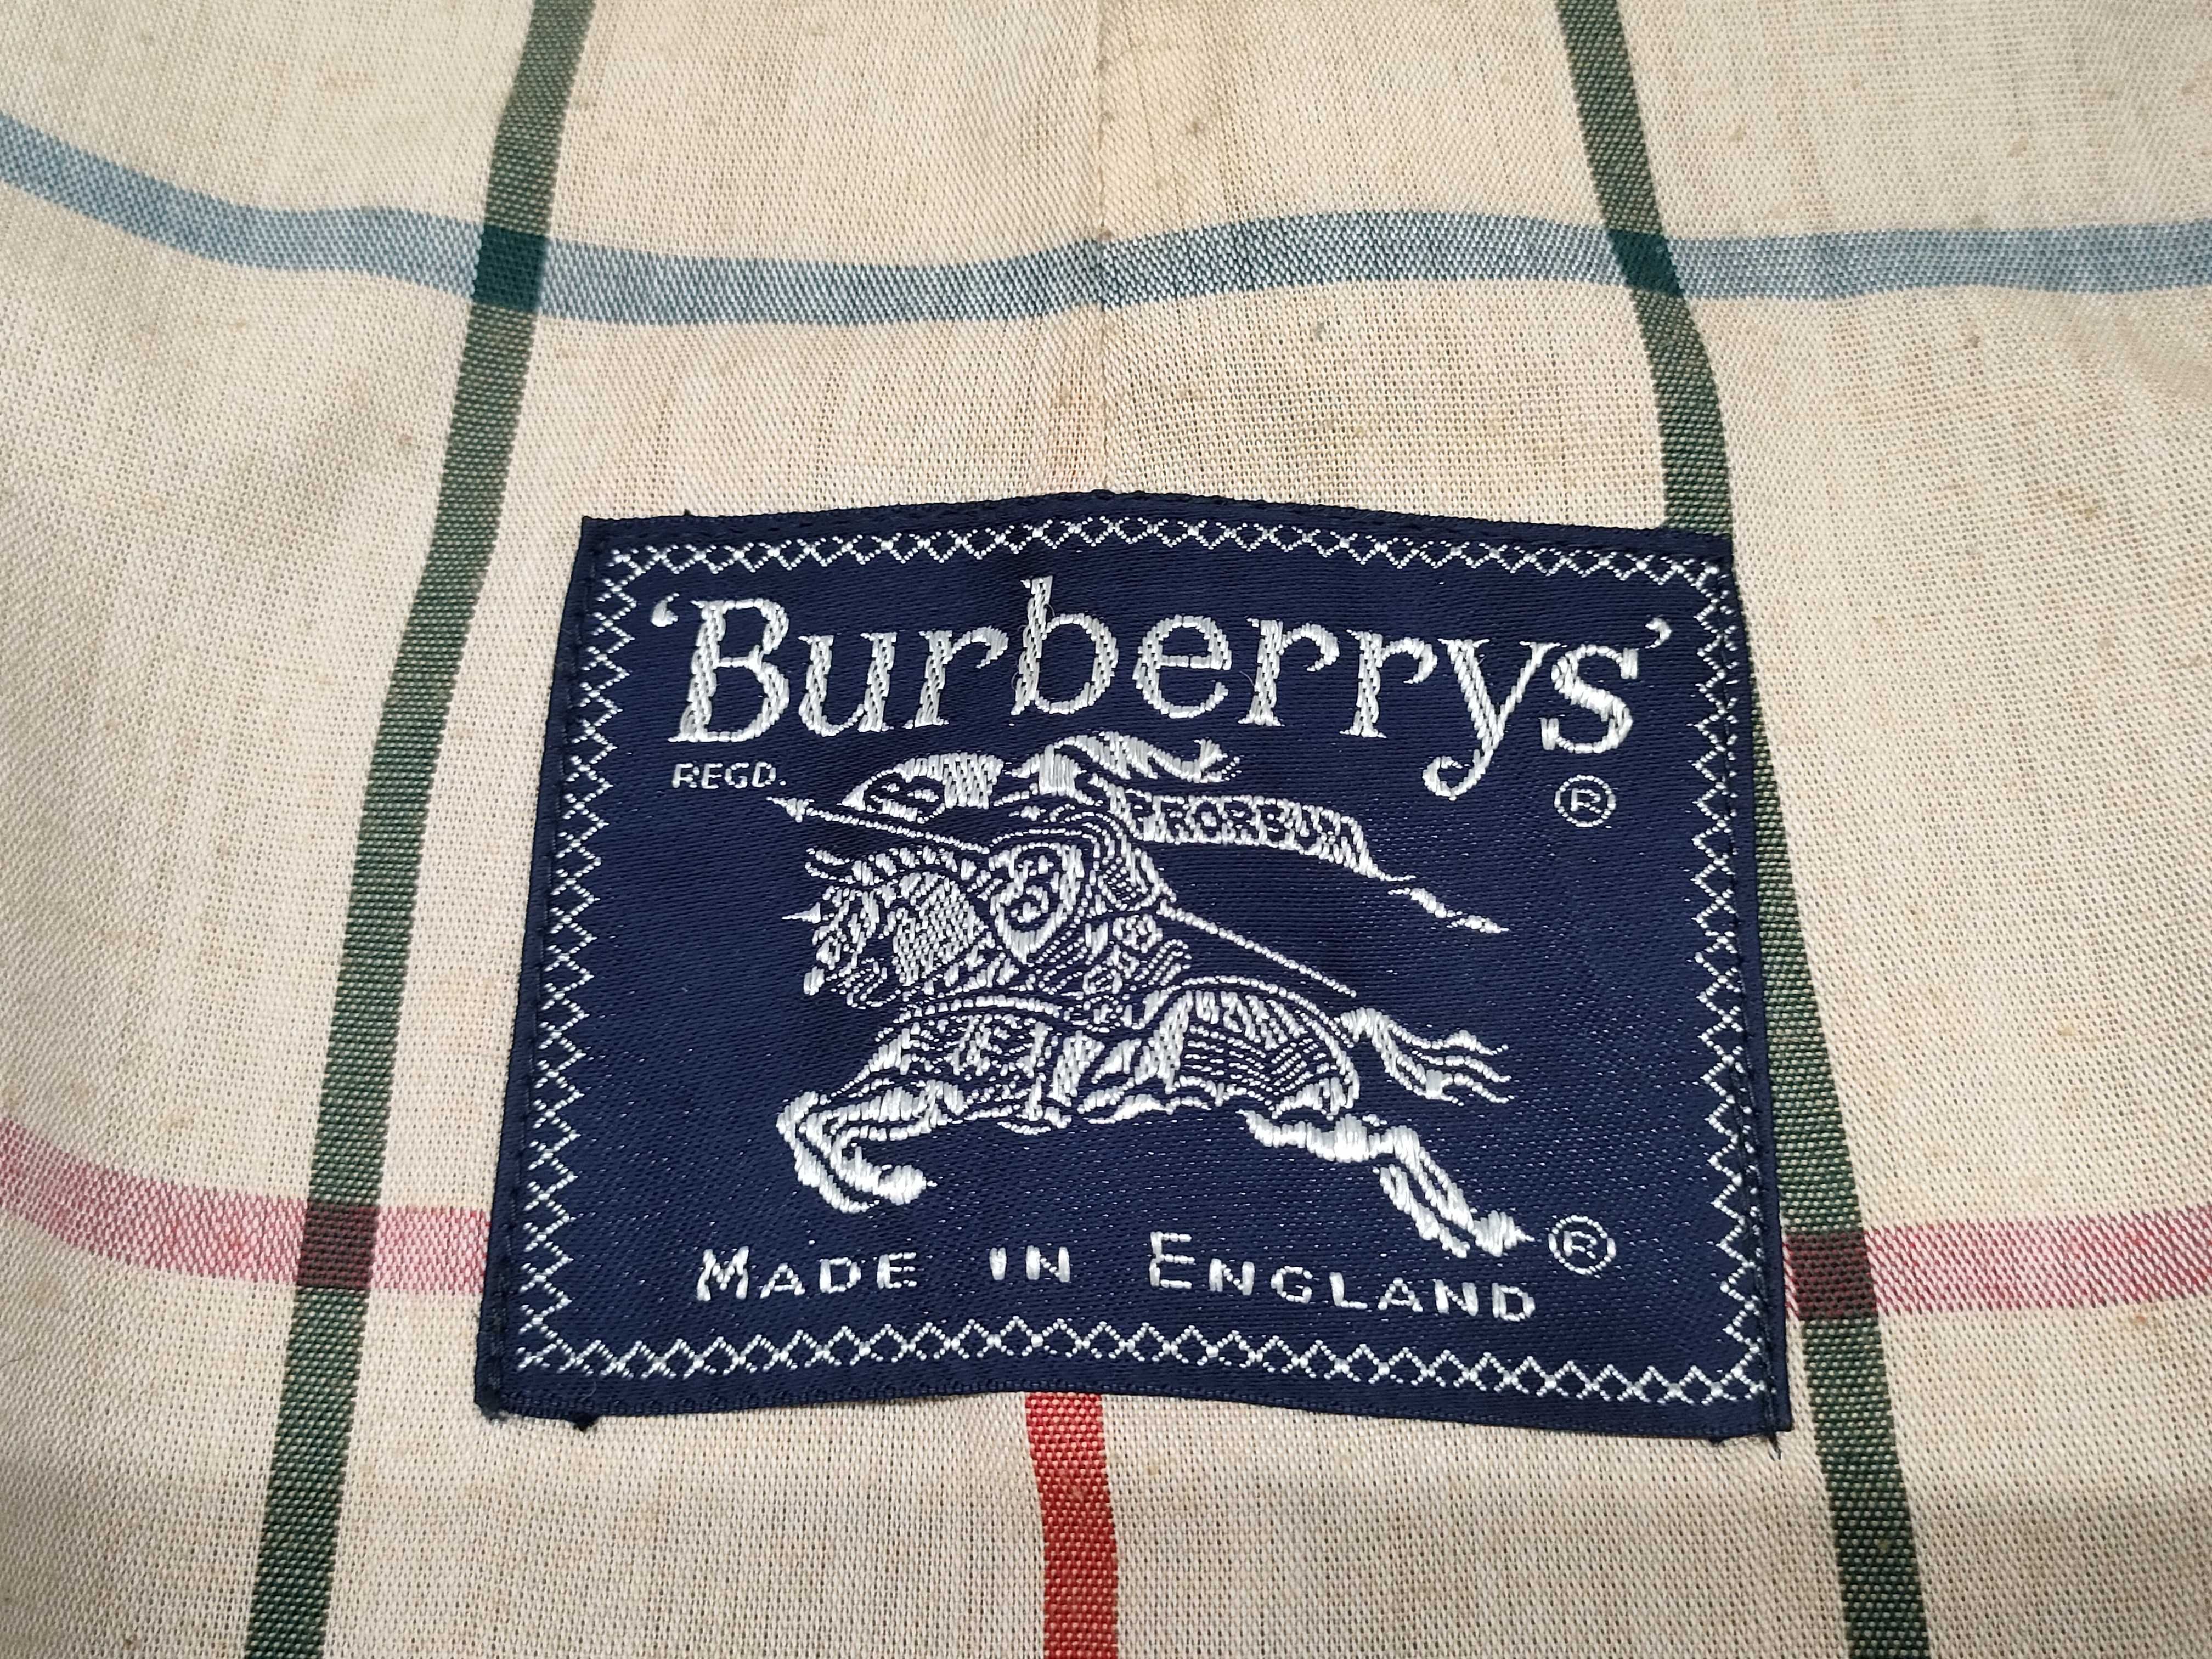 ‘Burberrys’
REGD. ®
PRORSUM
B
®
MADE IN ENGLAND